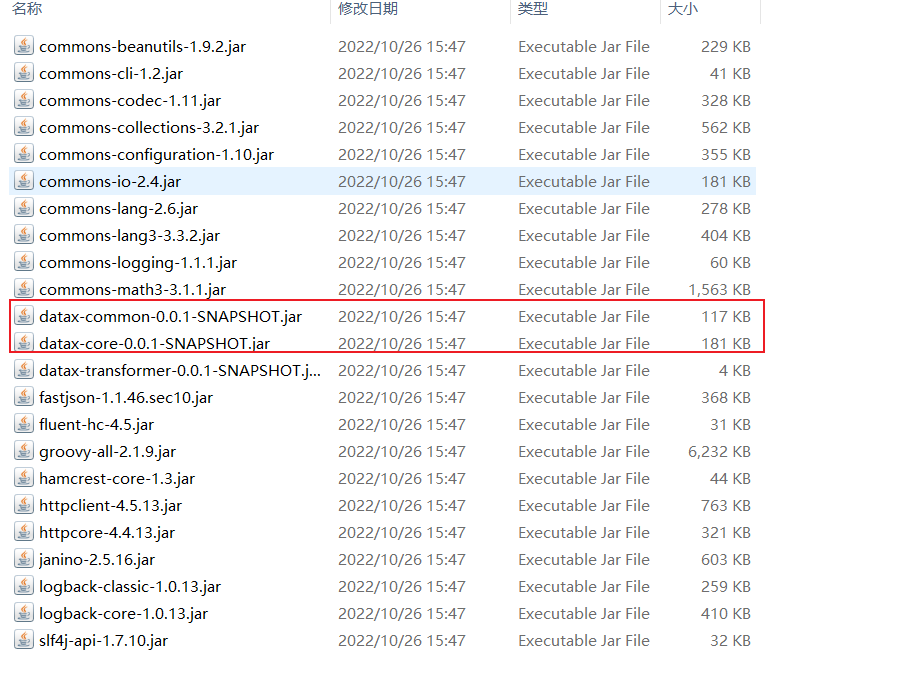 名称 修改日期 类型 大小
commons-beanutils-1.9.2.jar 2022/10/26 15:47 Executable Jar File 229 KB
commons-cli-1.2.jar 2022/10/26 15:47 Executable Jar File 41 KB
commons-codec-1.11.jar 2022/10/26 15:47 Executable Jar File 328 KB
commons-collections-3.2.1.jar 2022/10/26 15:47 Executable Jar File 562 KB
commons-configuration-1.10.jar 2022/10/26 15:47 Executable Jar File 355 KB
commons-io-2.4.jar 2022/10/26 15:47 Executable Jar File 181 KB
commons-lang-2.6.jar 2022/10/26 15:47 Executable Jar File 278 KB
commons-lang3-3.3.2.jar 2022/10/26 15:47 Executable Jar File 404 KB
commons-logging-1.1.1.jar 2022/10/26 15:47 Executable Jar File 60 KB
commons-math3-3.1.1.jar 2022/10/26 15:47 Executable Jar File 1,563 KB
datax-common-0.0.1-SNAPSHOT.jar 2022/10/26 15:47 Executable Jar File 117 KB
datax-core-0.0.1-SNAPSHOT.jar 2022/10/26 15:47 Executable Jar File 181 KB
datax-transformer-0.0.1-SNAPSHOT.j... 2022/10/26 15:47 Executable Jar File 4 KB
fastjson-1.1.46.sec10.jar 2022/10/26 15:47 Executable Jar File 368 KB
fluent-hc-4.5.jar 2022/10/26 15:47 Executable Jar File 31 KB
groovy-all-2.1.9.jar 2022/10/26 15:47 Executable Jar File 6,232 KB
hamcrest-core-1.3.jar 2022/10/26 15:47 Executable Jar File 44 KB
httpclient-4.5.13.jar 2022/10/26 15:47 Executable Jar File 763 KB
httpcore-4.4.13.jar 2022/10/26 15:47 Executable Jar File 321 KB
janino-2.5.16.jar 2022/10/26 15:47 Executable Jar File 603 KB
logback-classic-1.0.13.jar 2022/10/26 15:47 Executable Jar File 259 KB
logback-core-1.0.13.jar 2022/10/26 15:47 Executable Jar File 410 KB
slf4j-api-1.7.10.jar 2022/10/26 15:47 Executable Jar File 32 KB